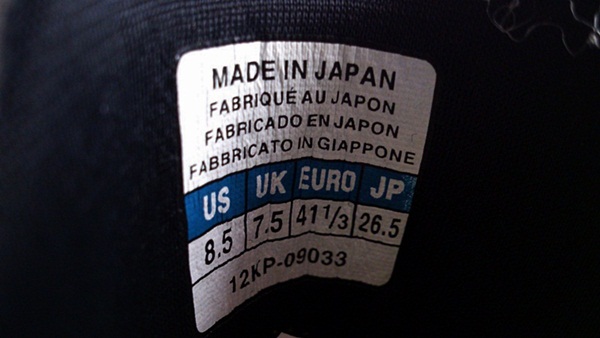 MADE IN JAPAN
FABRIQUÉ AU JAPON
FABRICADO EN JAPON
FABBRICATO IN GIAPPONE
US UK EURO JP
8.5 7.5 41 1/3 26.5
12KP-09033